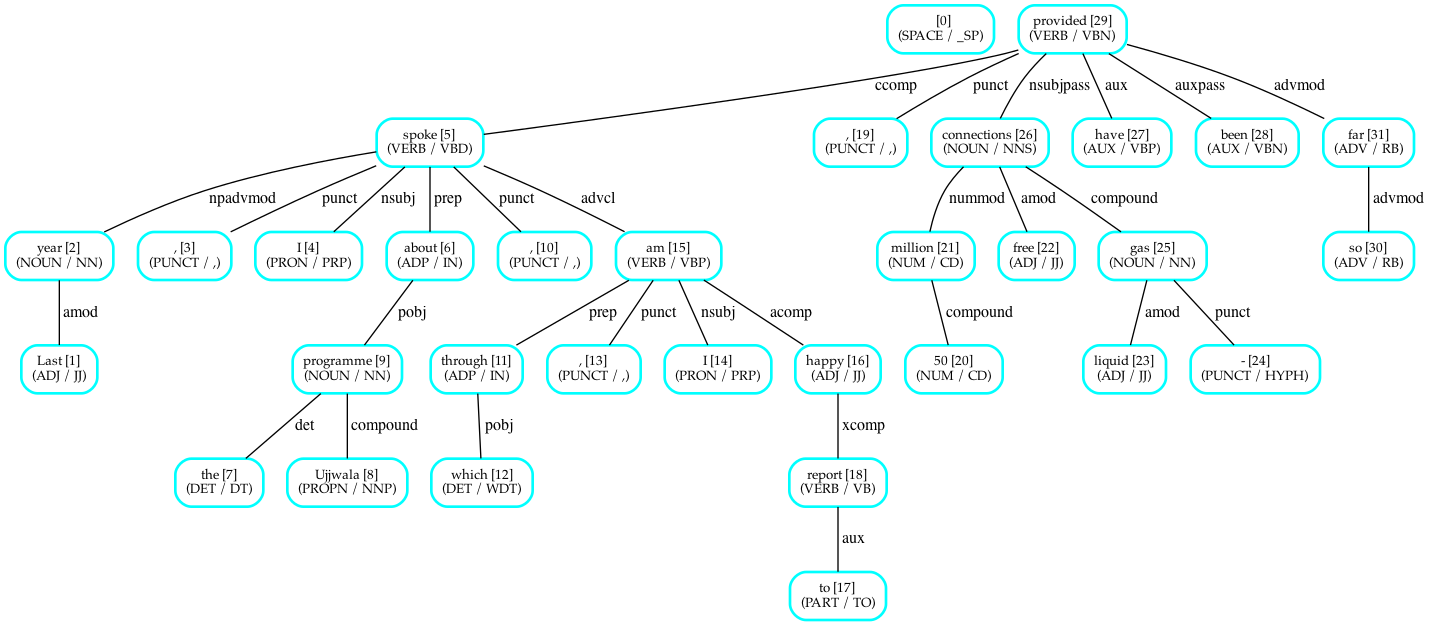 [0]
(SPACE / _SP)
provided [29]
(VERB / VBN)
ccomp
punct
nsubjpass
aux
auxpass
advmod
spoke [5]
(VERB / VBD)
, [19]
(PUNCT / ,)
connections [26]
(NOUN / NNS)
have [27]
(AUX / VBP)
been [28]
(AUX / VBN)
far [31]
(ADV / RB)
npadvmod
punct
nsubj
prep
punct
advcl
nummod
amod
compound
advmod
year [2]
(NOUN / NN)
, [3]
(PUNCT / ,)
I [4]
(PRON / PRP)
about [6]
(ADP / IN)
, [10]
(PUNCT / ,)
am [15]
(VERB / VBP)
million [21]
(NUM / CD)
free [22]
(ADJ / JJ)
gas [25]
(NOUN / NN)
so [30]
(ADV / RB)
amod
pobj
prep
punct
nsubj
acomp
compound
amod
punct
Last [1]
(ADJ / JJ)
programme [9]
(NOUN / NN)
through [11]
(ADP / IN)
, [13]
(PUNCT / ,)
I [14]
(PRON / PRP)
happy [16]
(ADJ / JJ)
50 [20]
(NUM / CD)
liquid [23]
(ADJ / JJ)
- [24]
(PUNCT / HYPH)
det
compound
pobj
xcomp
the [7]
(DET / DT)
Ujjwala [8]
(PROPN / NNP)
which [12]
(DET / WDT)
report [18]
(VERB / VB)
aux
to [17]
(PART / TO)